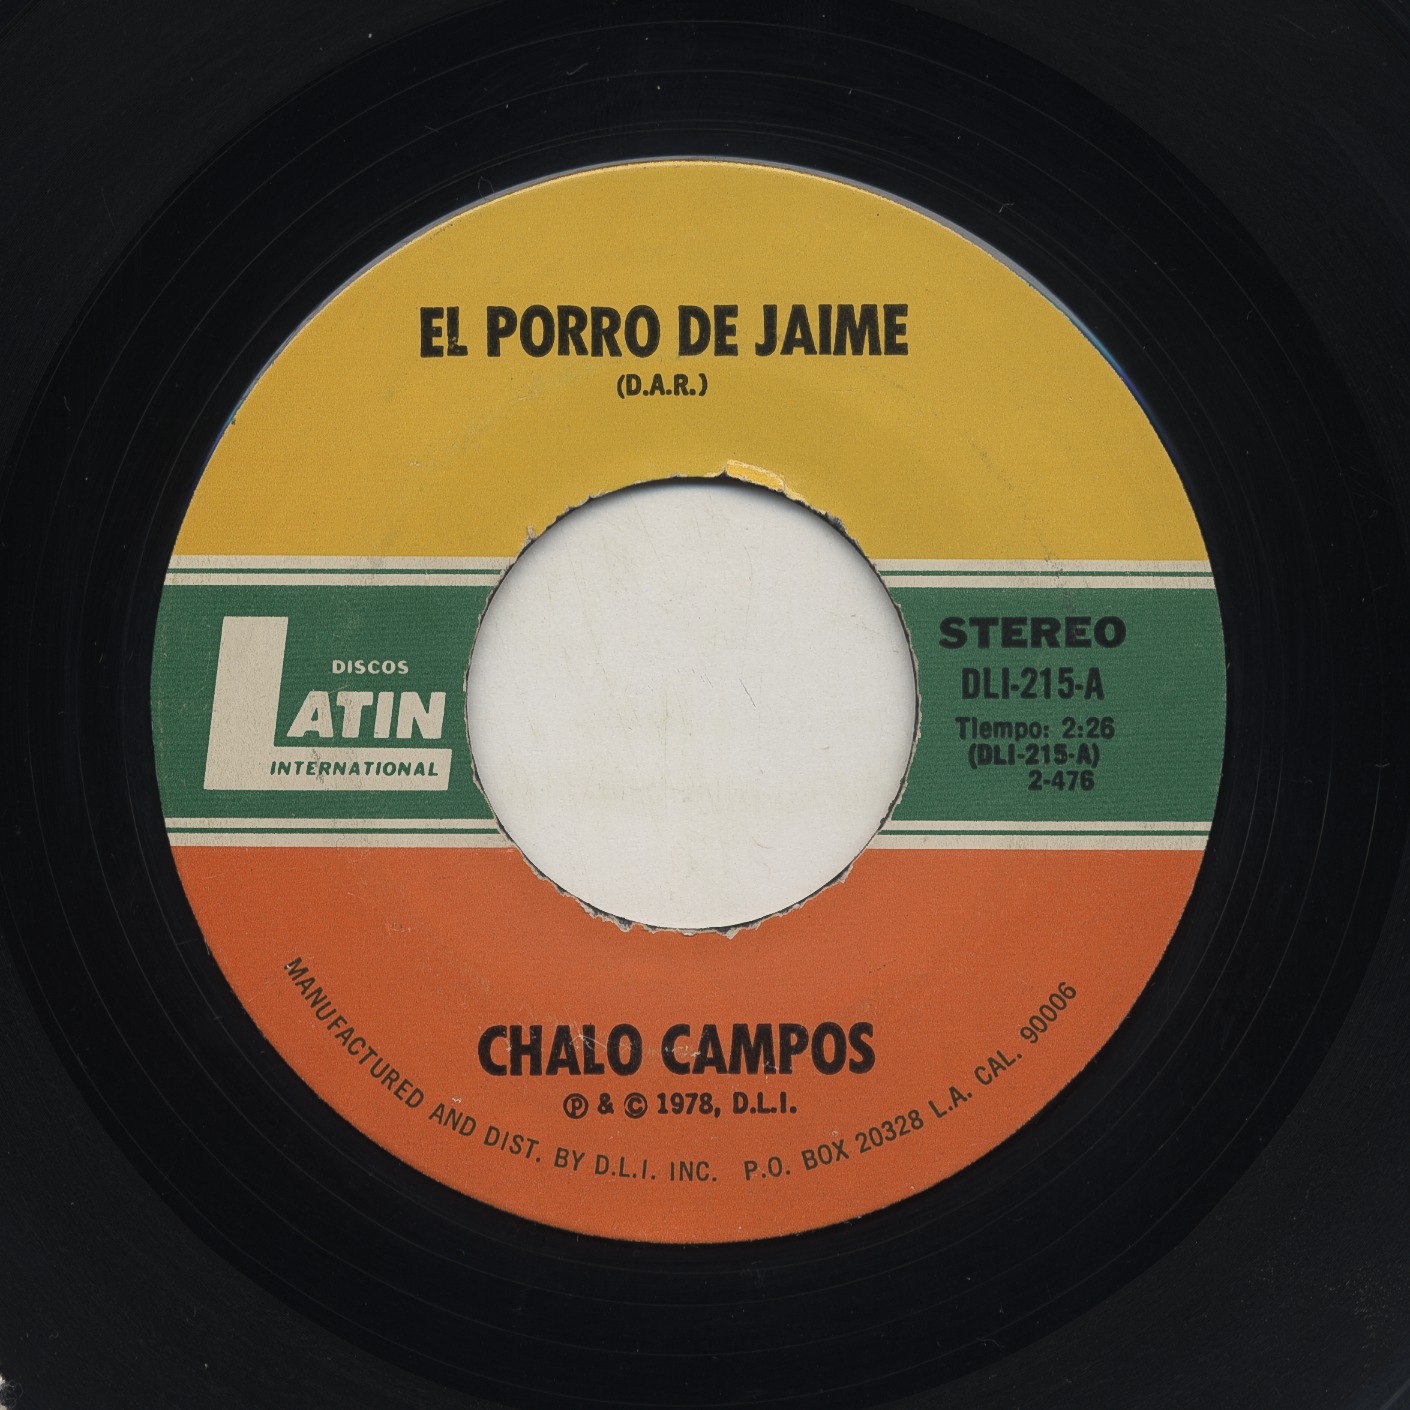 EL PORRO DE JAIME
(D.A.R.)
DISCOS
LATIN
INTERNATIONAL
STEREO
DLI-215-A
Tiempo: 2:26
(DLI-215-A)
2-476
CHALO CAMPOS
Ⓟ & © 1978, D.L.I.
MANUFACTURED AND DIST. BY D.L.I. INC. P.O. BOX 20328 L.A. CAL. 90006